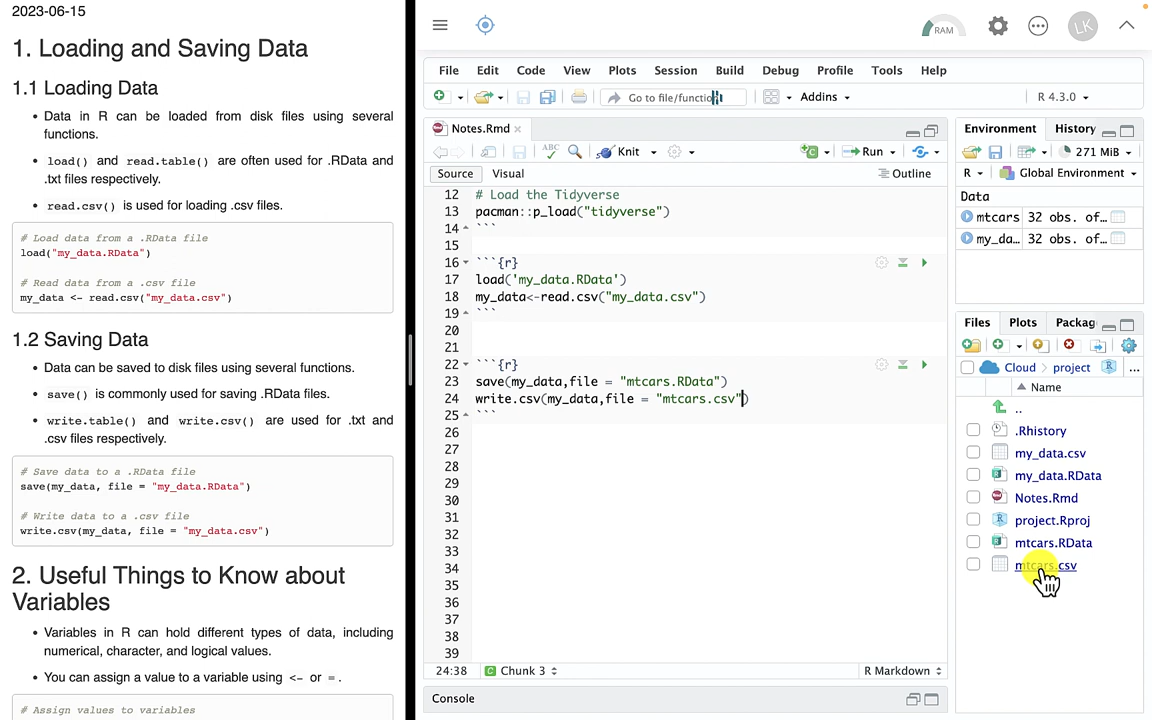 2023-06-15
1. Loading and Saving Data
1.1 Loading Data
• Data in R can be loaded from disk files using several
functions.
• load() and read.table() are often used for .RData and
.txt files respectively.
• read.csv() is used for loading .csv files.
# Load data from a .RData file
load("my_data.RData")
# Read data from a .csv file
my_data <- read.csv("my_data.csv")
1.2 Saving Data
• Data can be saved to disk files using several functions.
• save() is commonly used for saving .RData files.
• write.table() and write.csv() are used for .txt and
.csv files respectively.
# Save data to a .RData file
save(my_data, file = "my_data.RData")
# Write data to a .csv file
write.csv(my_data, file = "my_data.csv")
2. Useful Things to Know about
Variables
• Variables in R can hold different types of data, including
numerical, character, and logical values.
• You can assign a value to a variable using <- or =.
# Assign values to variables
RAM
LK
File Edit Code View Plots Session Build Debug Profile Tools Help
Go to file/function
Addins
R 4.3.0
Notes.Rmd
ABC
Knit
Run
Source
Visual
Outline
12 # Load the Tidyverse
13 pacman::p_load("tidyverse")
14 ```
15
16 ```{r}
17 load('my_data.RData')
18 my_data<-read.csv("my_data.csv")
19 ```
20
21
22 ```{r}
23 save(my_data,file = "mtcars.RData")
24 write.csv(my_data,file = "mtcars.csv")
25 ```
26
27
28
29
30
31
32
33
34
35
36
37
38
39
24:38
Chunk 3
R Markdown
Console
Environment
History
271 MiB
R
Global Environment
Data
mtcars 32 obs. of…
my_da… 32 obs. of…
Files
Plots
Packag
Cloud
project
R
...
Name
..
.Rhistory
my_data.csv
my_data.RData
Notes.Rmd
project.Rproj
mtcars.RData
mtcars.csv